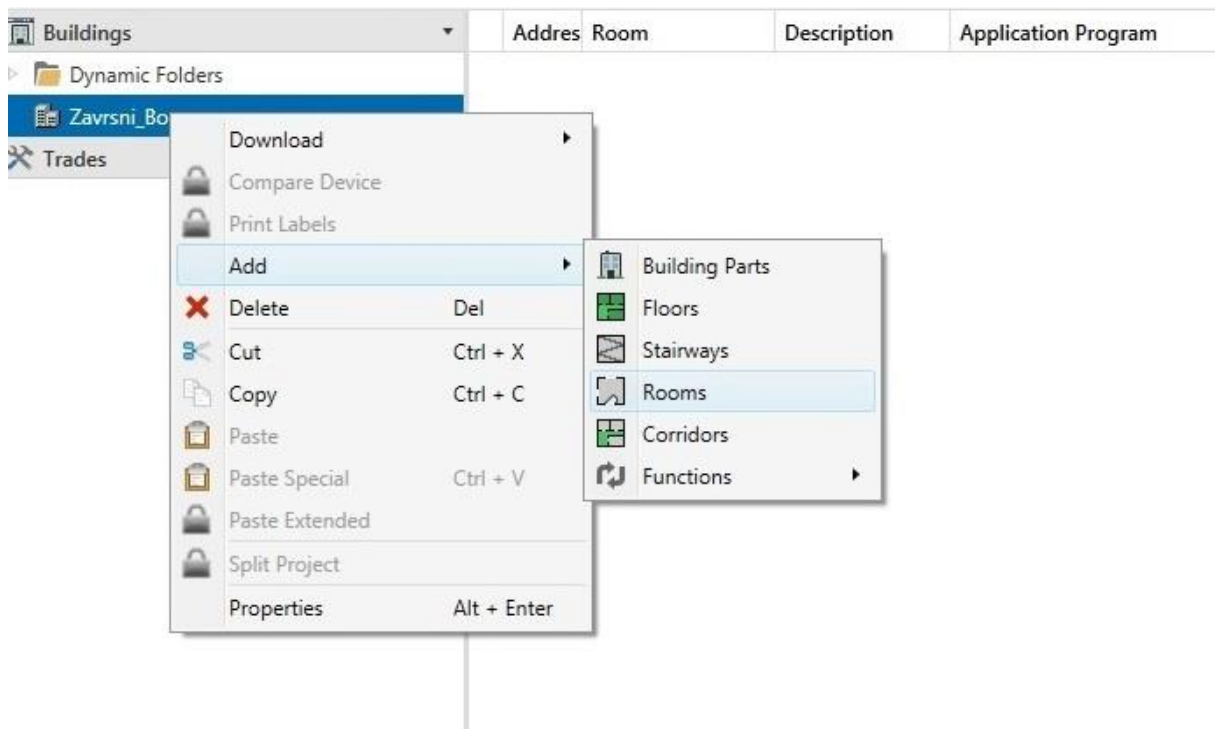 Buildings
Addres Room Description Application Program
Dynamic Folders
Zavrsni_Bo
Trades
Download
Compare Device
Print Labels
Add
Delete Del
Cut Ctrl + X
Copy Ctrl + C
Paste
Paste Special Ctrl + V
Paste Extended
Split Project
Properties Alt + Enter
Building Parts
Floors
Stairways
Rooms
Corridors
Functions